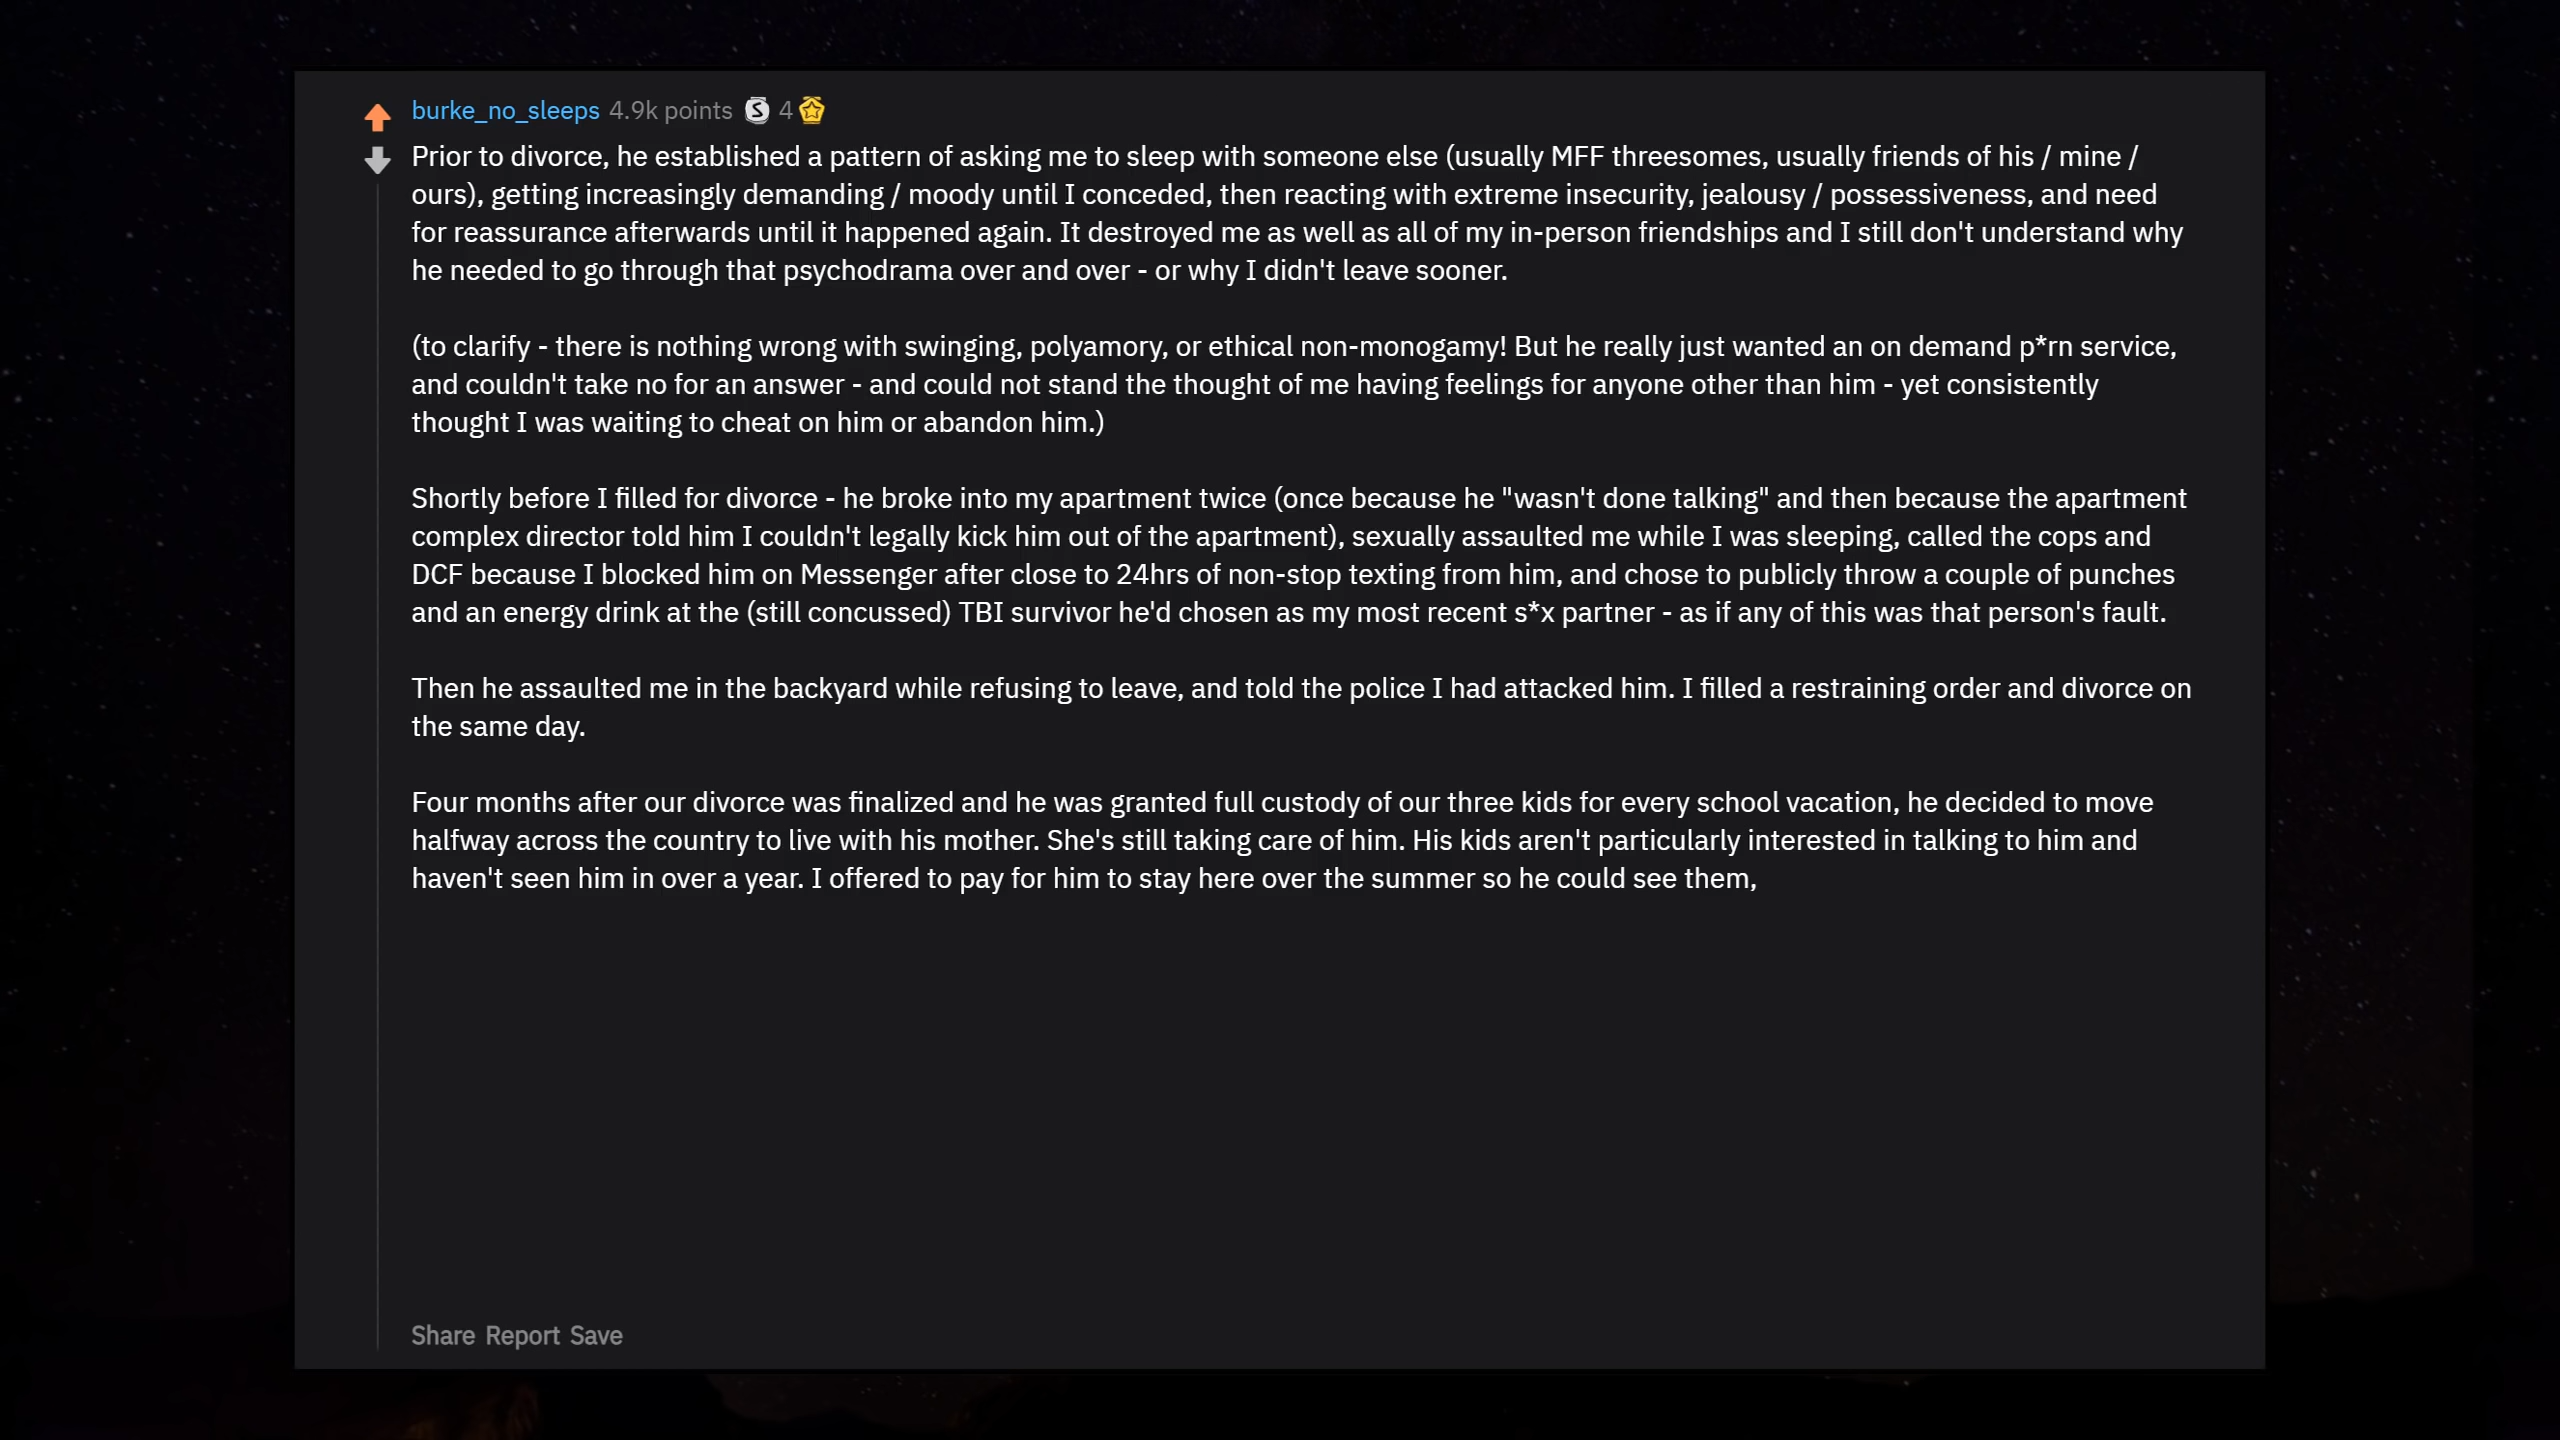 burke_no_sleeps 4.9k points S 4
Prior to divorce, he established a pattern of asking me to sleep with someone else (usually MFF threesomes, usually friends of his / mine /
ours), getting increasingly demanding / moody until I conceded, then reacting with extreme insecurity, jealousy / possessiveness, and need
for reassurance afterwards until it happened again. It destroyed me as well as all of my in-person friendships and I still don't understand why
he needed to go through that psychodrama over and over - or why I didn't leave sooner.
(to clarify - there is nothing wrong with swinging, polyamory, or ethical non-monogamy! But he really just wanted an on demand p*rn service,
and couldn't take no for an answer - and could not stand the thought of me having feelings for anyone other than him - yet consistently
thought I was waiting to cheat on him or abandon him.)
Shortly before I filled for divorce - he broke into my apartment twice (once because he "wasn't done talking" and then because the apartment
complex director told him I couldn't legally kick him out of the apartment), sexually assaulted me while I was sleeping, called the cops and
DCF because I blocked him on Messenger after close to 24hrs of non-stop texting from him, and chose to publicly throw a couple of punches
and an energy drink at the (still concussed) TBI survivor he'd chosen as my most recent s*x partner - as if any of this was that person's fault.
Then he assaulted me in the backyard while refusing to leave, and told the police I had attacked him. I filled a restraining order and divorce on
the same day.
Four months after our divorce was finalized and he was granted full custody of our three kids for every school vacation, he decided to move
halfway across the country to live with his mother. She's still taking care of him. His kids aren't particularly interested in talking to him and
haven't seen him in over a year. I offered to pay for him to stay here over the summer so he could see them,
Share Report Save